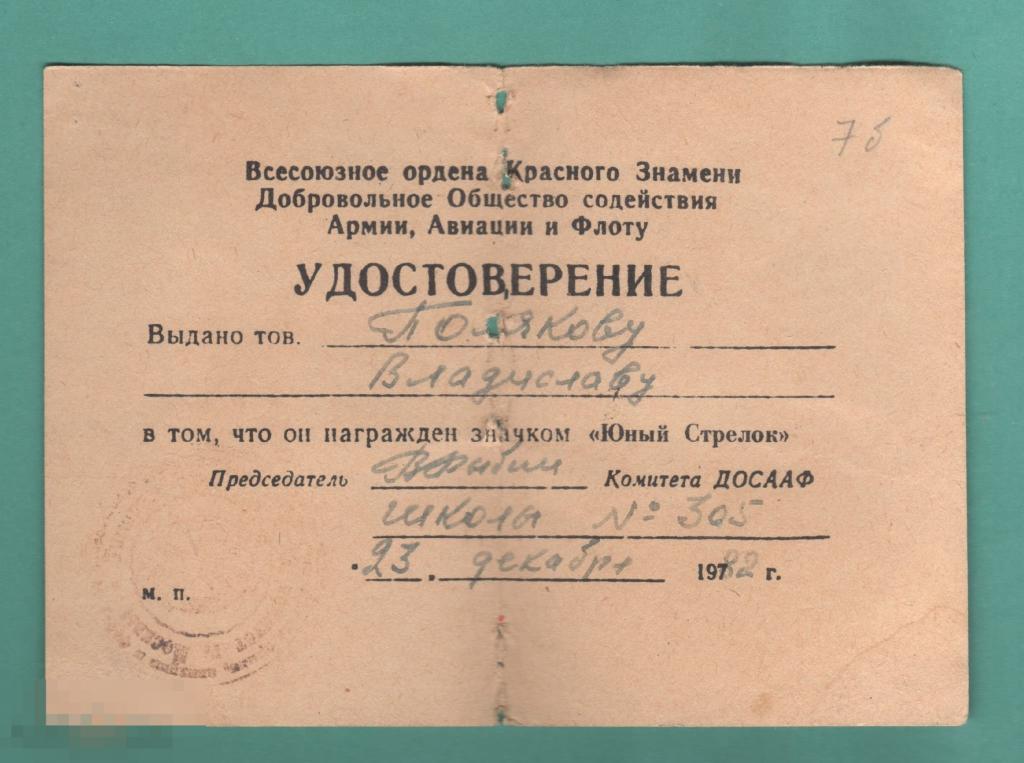 7б
Всесоюзное ордена Красного Знамени
Добровольное Общество содействия
Армии, Авиации и Флоту
УДОСТОВЕРЕНИЕ
Выдано тов. Полякову
Владиславу
в том, что он награжден значком «Юный Стрелок»
Председатель Комитета ДОСААФ
школы № 305
23. декабря 1982 г.
м. п.